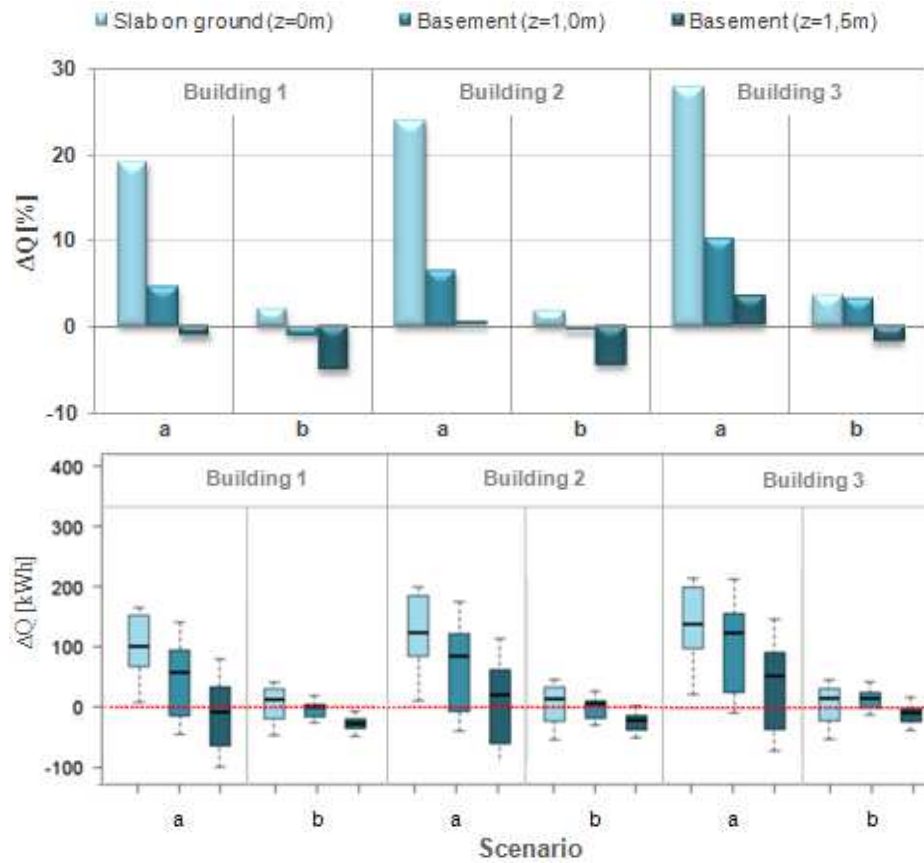 Slab on ground (z=0m) Basement (z=1,0m) Basement (z=1,5m)
30
Building 1 Building 2 Building 3
20
ΔQ [%]
10
0
-10
a b a b a b
400
Building 1 Building 2 Building 3
300
ΔQ [kWh]
200
100
0
-100
a b a b a b
Scenario